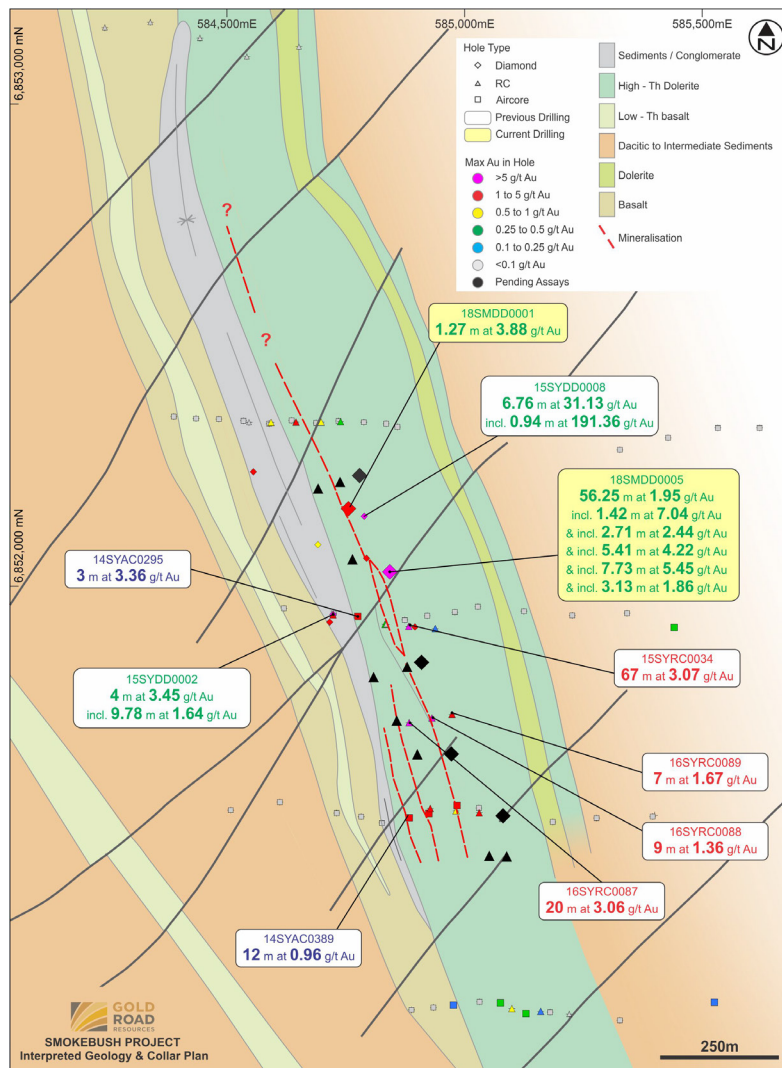 584,500mE
585,000mE
585,500mE
6,853,000 mN
6,852,000 mN
N
Hole Type
Diamond
RC
Aircore
Previous Drilling
Current Drilling
Max Au in Hole
>5 g/t Au
1 to 5 g/t Au
0.5 to 1 g/t Au
0.25 to 0.5 g/t Au
0.1 to 0.25 g/t Au
<0.1 g/t Au
Pending Assays
Sediments / Conglomerate
High - Th Dolerite
Low - Th basalt
Dacitic to Intermediate Sediments
Dolerite
Basalt
Mineralisation
?
?
18SMDD0001
1.27 m at 3.88 g/t Au
15SYDD0008
6.76 m at 31.13 g/t Au
incl. 0.94 m at 191.36 g/t Au
18SMDD0005
56.25 m at 1.95 g/t Au
incl. 1.42 m at 7.04 g/t Au
& incl. 2.71 m at 2.44 g/t Au
& incl. 5.41 m at 4.22 g/t Au
& incl. 7.73 m at 5.45 g/t Au
& incl. 3.13 m at 1.86 g/t Au
14SYAC0295
3 m at 3.36 g/t Au
15SYDD0002
4 m at 3.45 g/t Au
incl. 9.78 m at 1.64 g/t Au
15SYRC0034
67 m at 3.07 g/t Au
16SYRC0089
7 m at 1.67 g/t Au
16SYRC0088
9 m at 1.36 g/t Au
16SYRC0087
20 m at 3.06 g/t Au
14SYAC0389
12 m at 0.96 g/t Au
GOLD
ROAD
RESOURCES
SMOKEBUSH PROJECT
Interpreted Geology & Collar Plan
250m